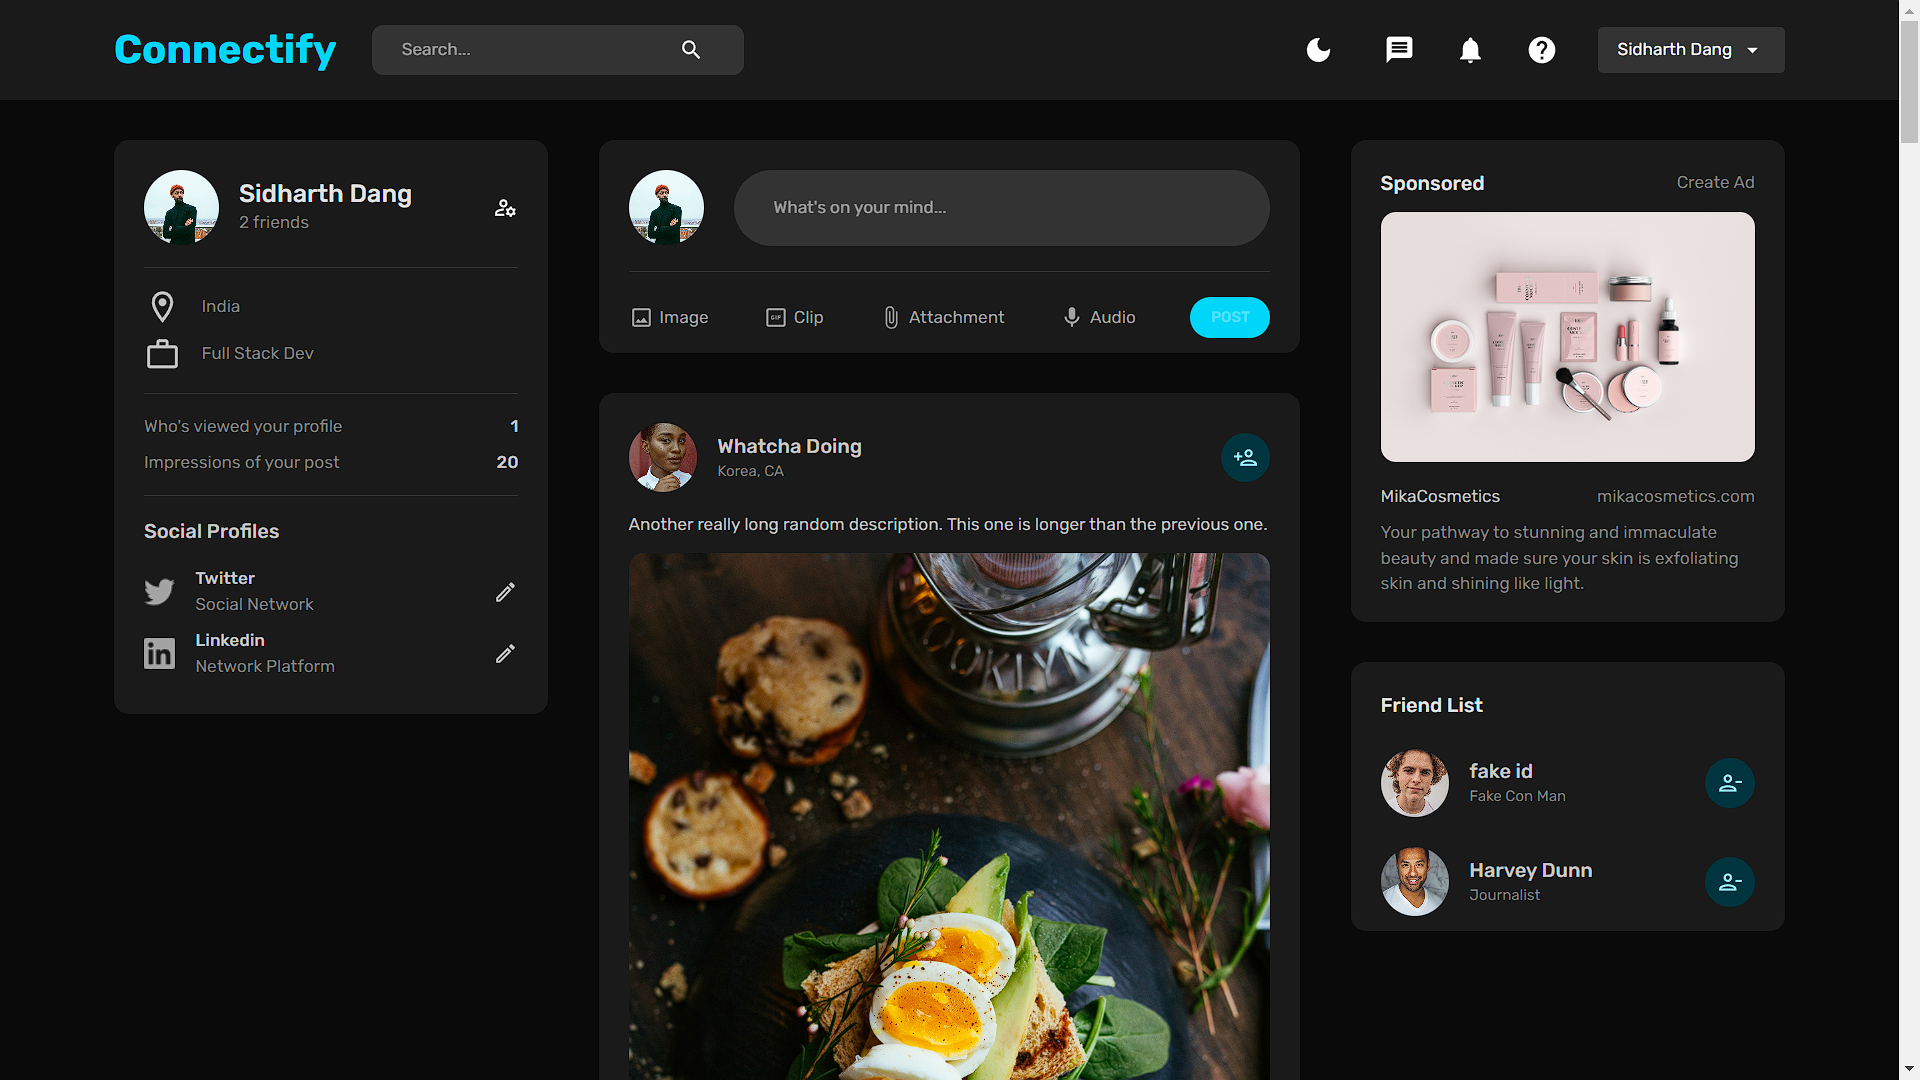 Connectify
Search...
Sidharth Dang
Sidharth Dang
2 friends
India
Full Stack Dev
Who's viewed your profile 1
Impressions of your post 20
Social Profiles
Twitter
Social Network
Linkedin
Network Platform
What's on your mind...
Image Clip Attachment Audio POST
GIF
Whatcha Doing
Korea, CA
Another really long random description. This one is longer than the previous one.
Sponsored Create Ad
MikaCosmetics mikacosmetics.com
Your pathway to stunning and immaculate
beauty and made sure your skin is exfoliating
skin and shining like light.
Friend List
fake id
Fake Con Man
Harvey Dunn
Journalist